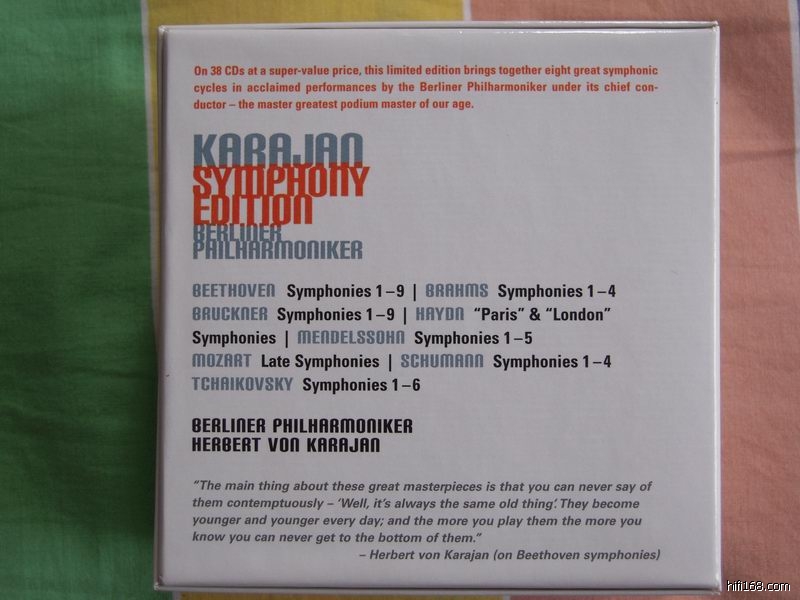 On 38 CDs at a super-value price, this limited edition brings together eight great symphonic
cycles in acclaimed performances by the Berliner Philharmoniker under its chief con-
ductor – the master greatest podium master of our age.
KARAJAN
SYMPHONY
EDITION
BERLINER
PHILHARMONIKER
BEETHOVEN Symphonies 1–9 | BRAHMS Symphonies 1–4
BRUCKNER Symphonies 1–9 | HAYDN “Paris” & “London”
Symphonies | MENDELSSOHN Symphonies 1–5
MOZART Late Symphonies | SCHUMANN Symphonies 1–4
TCHAIKOVSKY Symphonies 1–6
BERLINER PHILHARMONIKER
HERBERT VON KARAJAN
“The main thing about these great masterpieces is that you can never say of
them contemptuously – ‘Well, it’s always the same old thing’. They become
younger and younger every day; and the more you play them the more you
know you can never get to the bottom of them.”
– Herbert von Karajan (on Beethoven symphonies)
hifi168.com